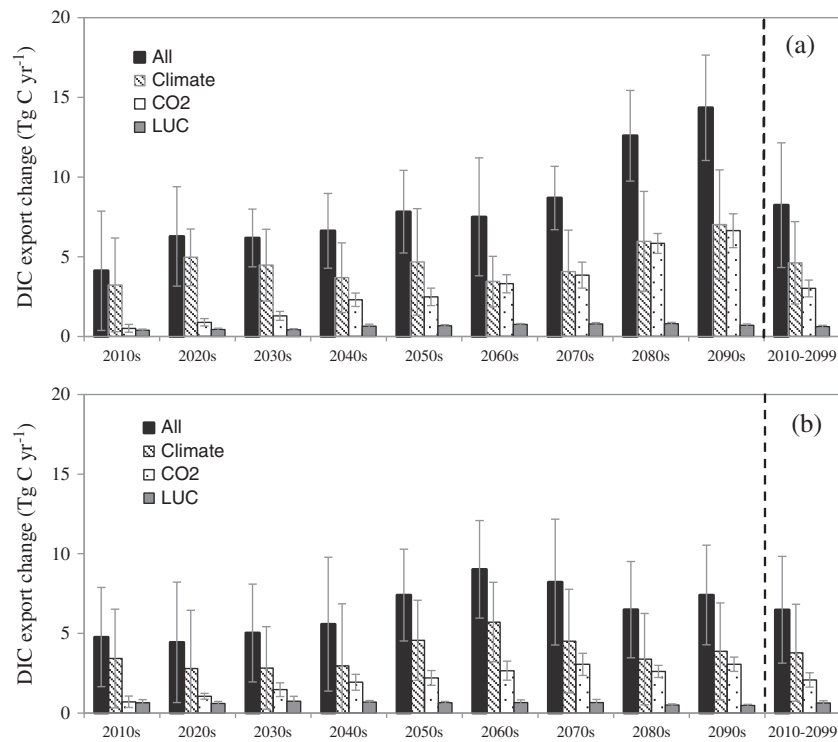 (a)
All
Climate
CO2
LUC
DIC export change (Tg C yr-1)
20
15
10
5
0
2010s 2020s 2030s 2040s 2050s 2060s 2070s 2080s 2090s 2010-2099
(b)
All
Climate
CO2
LUC
DIC export change (Tg C yr-1)
20
15
10
5
0
2010s 2020s 2030s 2040s 2050s 2060s 2070s 2080s 2090s 2010-2099